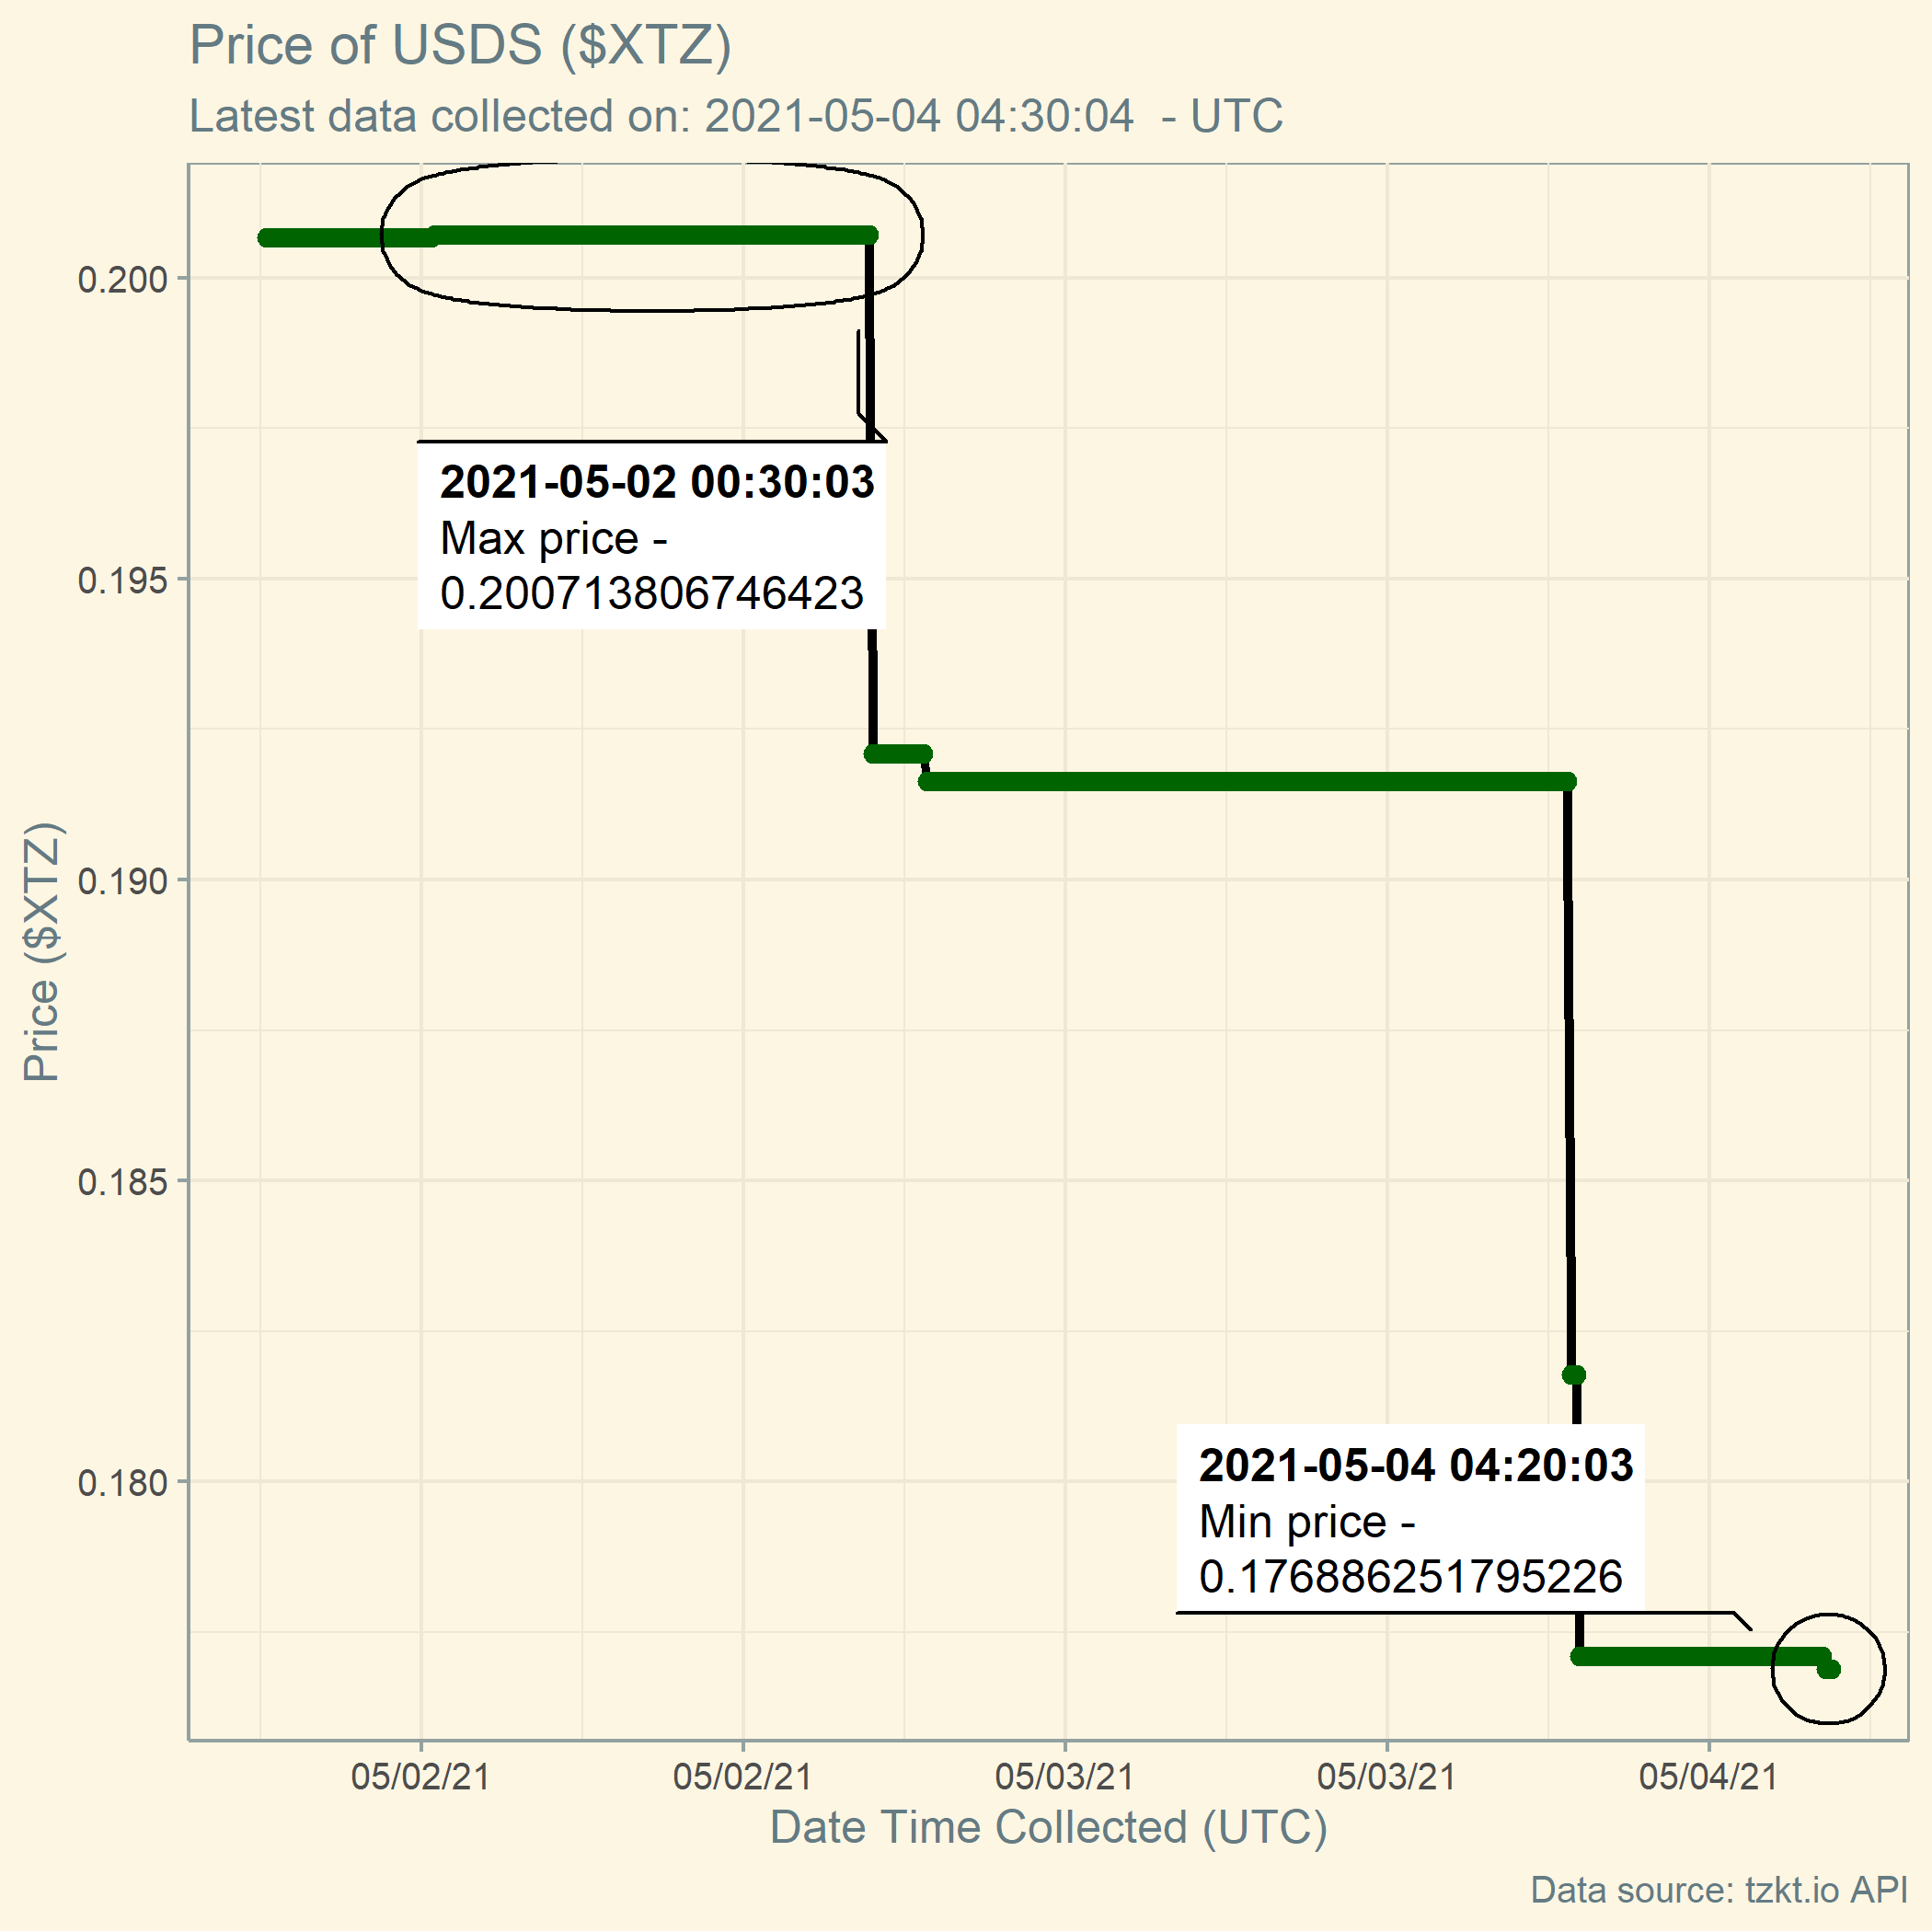 Price of USDS ($XTZ)
Latest data collected on: 2021-05-04 04:30:04  - UTC
0.200
0.195
0.190
0.185
0.180
Price ($XTZ)
2021-05-02 00:30:03
Max price -
0.200713806746423
2021-05-04 04:20:03
Min price -
0.176886251795226
05/02/21 05/02/21 05/03/21 05/03/21 05/04/21
Date Time Collected (UTC)
Data source: tzkt.io API